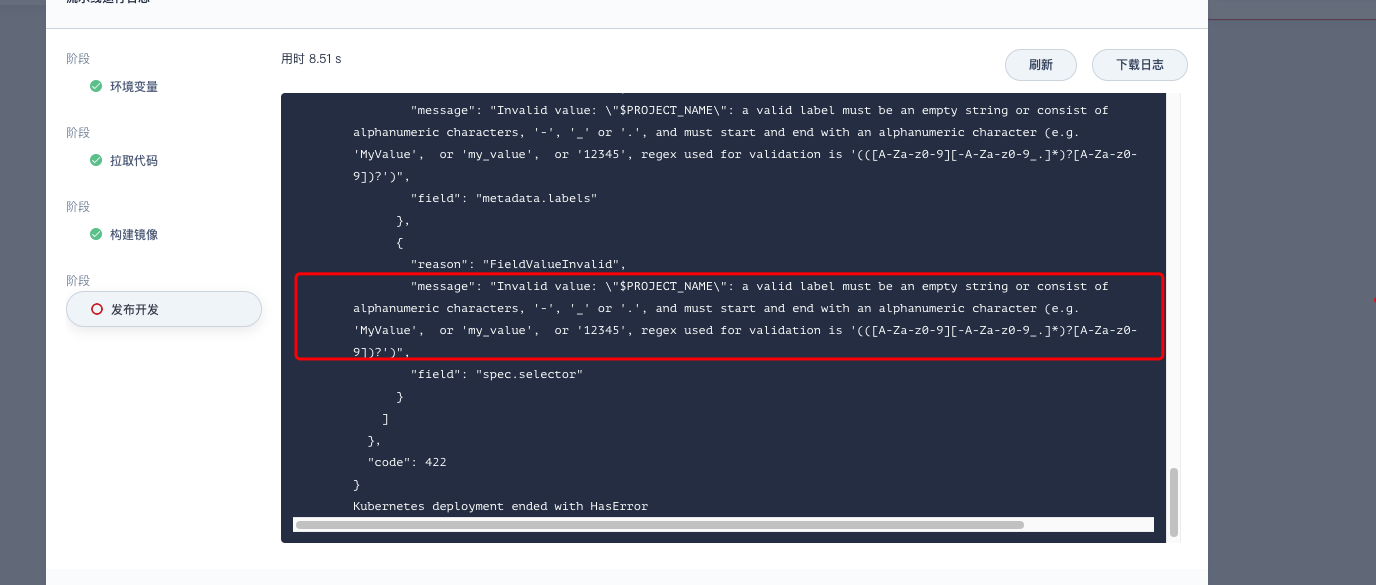 流水线运行日志
阶段
环境变量
阶段
拉取代码
阶段
构建镜像
阶段
发布开发
用时 8.51 s
刷新
下载日志
"message": "Invalid value: \"$PROJECT_NAME\": a valid label must be an empty string or consist of
alphanumeric characters, '-', '_' or '.', and must start and end with an alphanumeric character (e.g.
'MyValue',  or 'my_value',  or '12345', regex used for validation is '(([A-Za-z0-9][-A-Za-z0-9_.]*)?[A-Za-z0-
9])?')",
"field": "metadata.labels"
},
{
"reason": "FieldValueInvalid",
"message": "Invalid value: \"$PROJECT_NAME\": a valid label must be an empty string or consist of
alphanumeric characters, '-', '_' or '.', and must start and end with an alphanumeric character (e.g.
'MyValue',  or 'my_value',  or '12345', regex used for validation is '(([A-Za-z0-9][-A-Za-z0-9_.]*)?[A-Za-z0-
9])?')",
"field": "spec.selector"
}
]
},
"code": 422
}
Kubernetes deployment ended with HasError